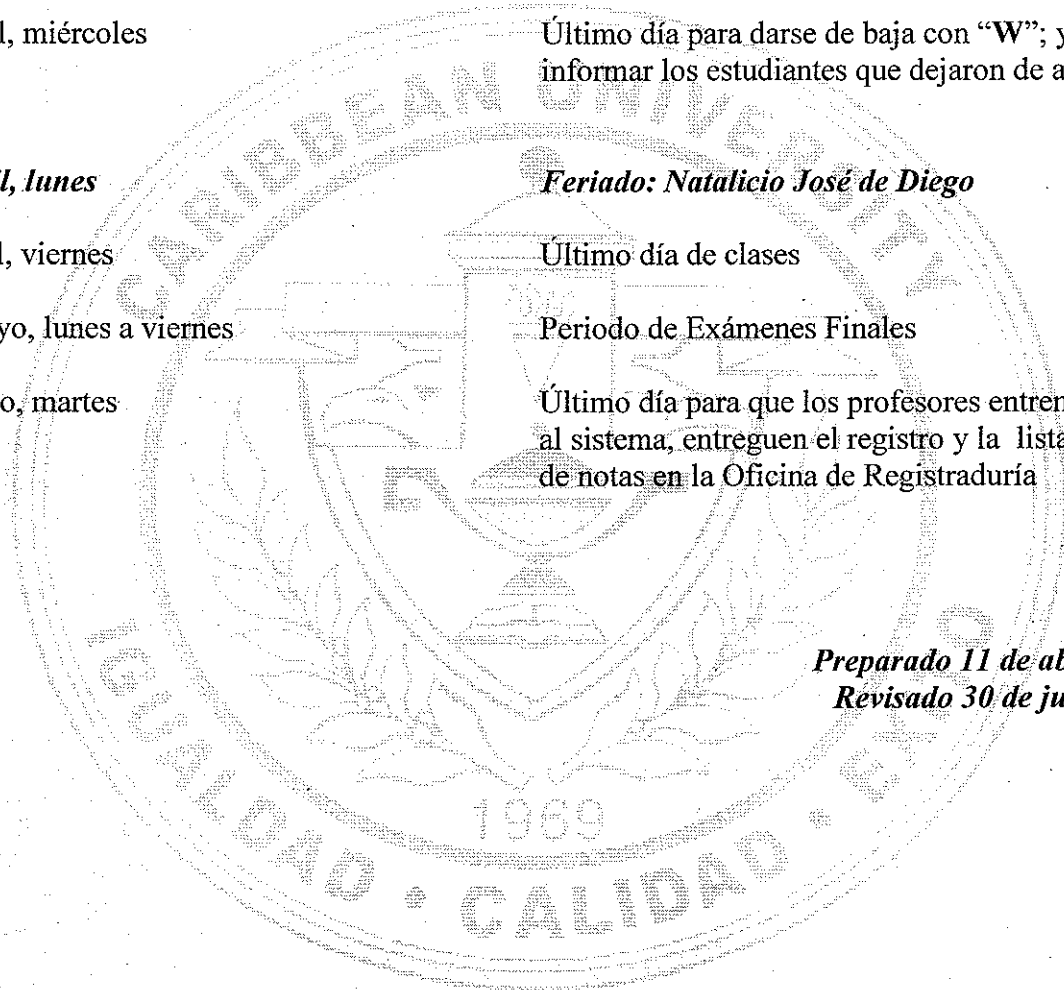 l, miércoles Último día para darse de baja con “W”; y
informar los estudiantes que dejaron de a
l, lunes Feriado: Natalicio José de Diego
l, viernes Último día de clases
yo, lunes a viernes Periodo de Exámenes Finales
o, martes Último día para que los profesores entren
al sistema, entreguen el registro y la lista
de notas en la Oficina de Registraduría
Preparado 11 de ab
Revisado 30 de ju
CARIBBEAN UNIVERSITY
1969
IGUALDAD • CALIDAD • EXITO